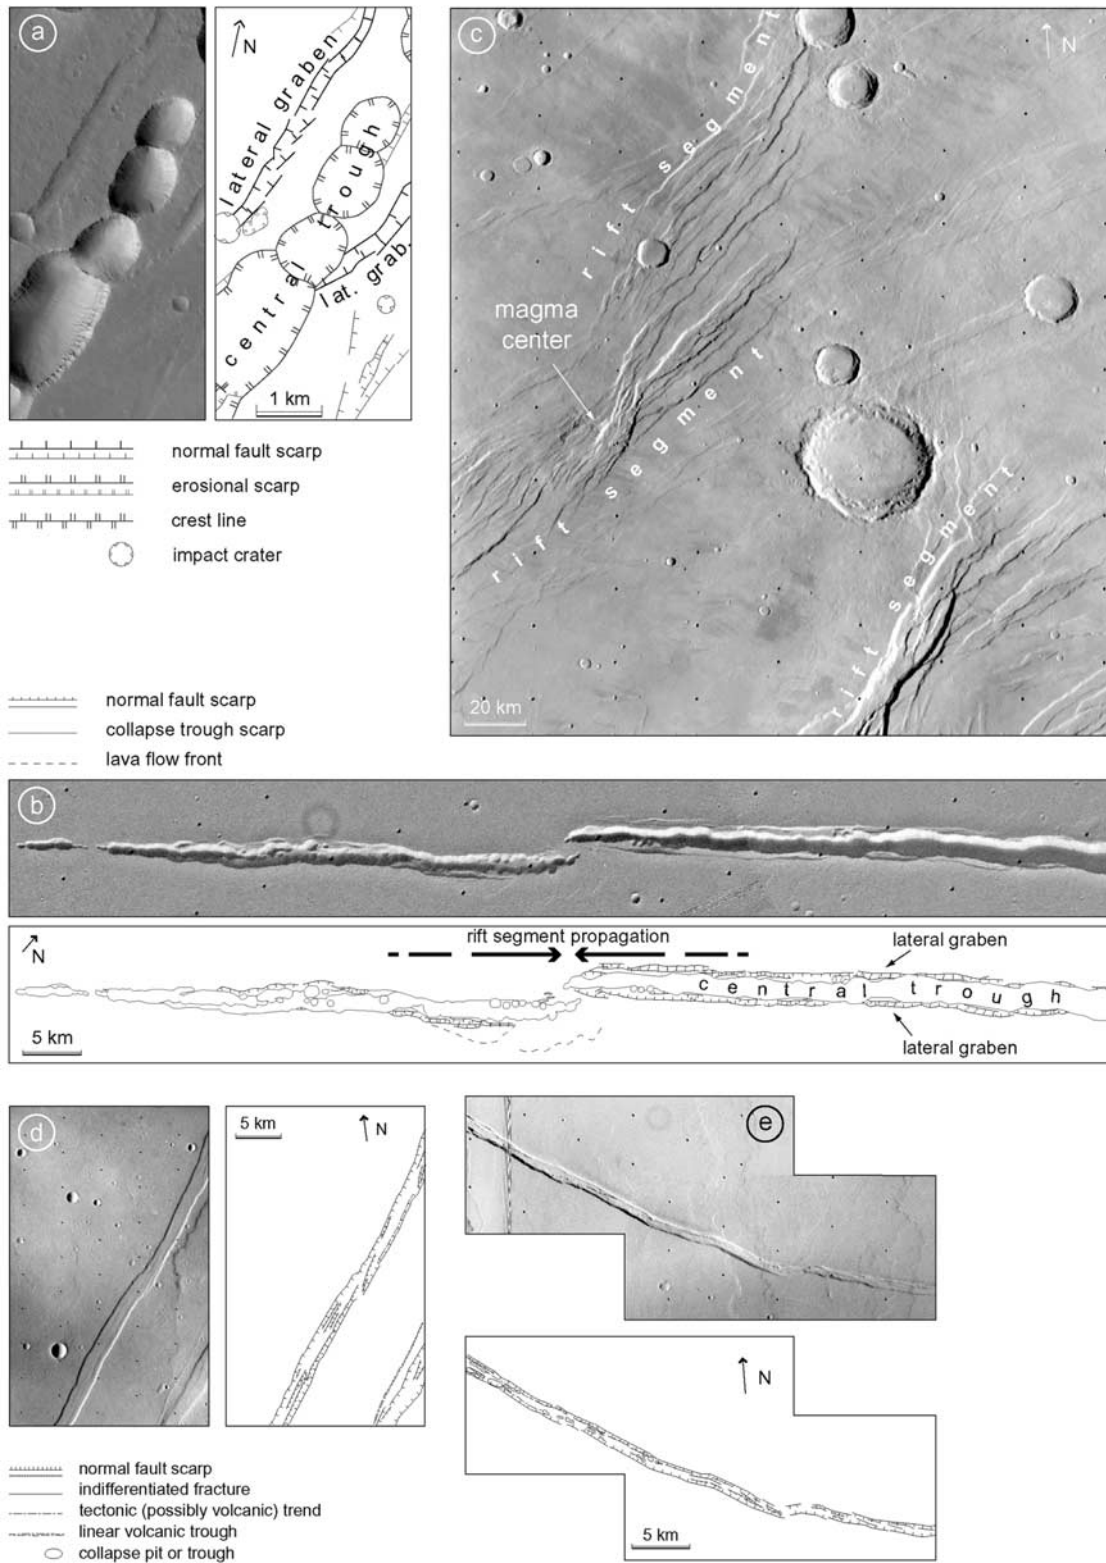 a
N
lateral graben
central trough
lat. grab.
1 km
normal fault scarp
erosional scarp
crest line
impact crater
c
N
rift segment
magma
center
rift segment
rift segment
20 km
normal fault scarp
collapse trough scarp
lava flow front
b
N
rift segment propagation
lateral graben
central trough
lateral graben
5 km
d
5 km
N
e
N
5 km
normal fault scarp
indifferentiated fracture
tectonic (possibly volcanic) trend
linear volcanic trough
collapse pit or trough